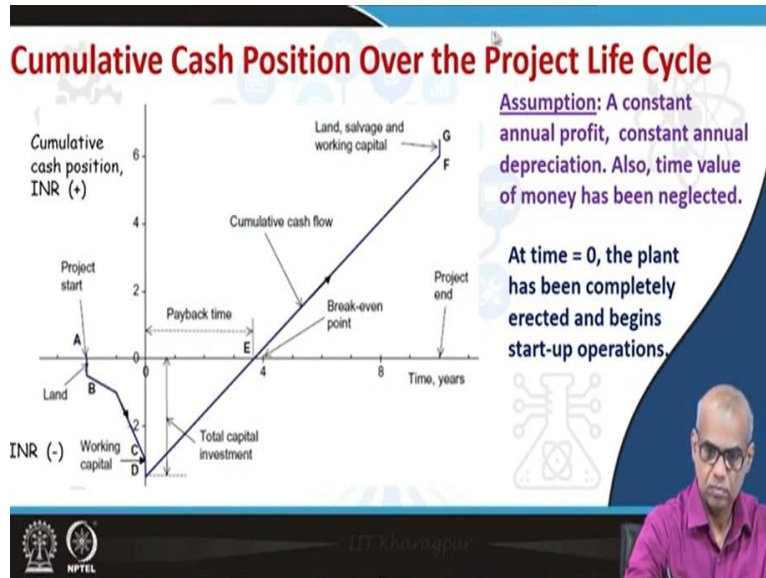 Cumulative Cash Position Over the Project Life Cycle
Cumulative
cash position,
INR (+)
6
4
2
0
-2
Land, salvage and
working capital
G
F
Cumulative cash flow
Project
start
Payback time
Break-even
point
Project
end
A
E
0
4
8
Time, years
Land
B
INR (-)
Working
capital
C
D
Total capital
investment
Assumption: A constant
annual profit, constant annual
depreciation. Also, time value
of money has been neglected.
At time = 0, the plant
has been completely
erected and begins
start-up operations.
NPTEL
IIT Kharagpur